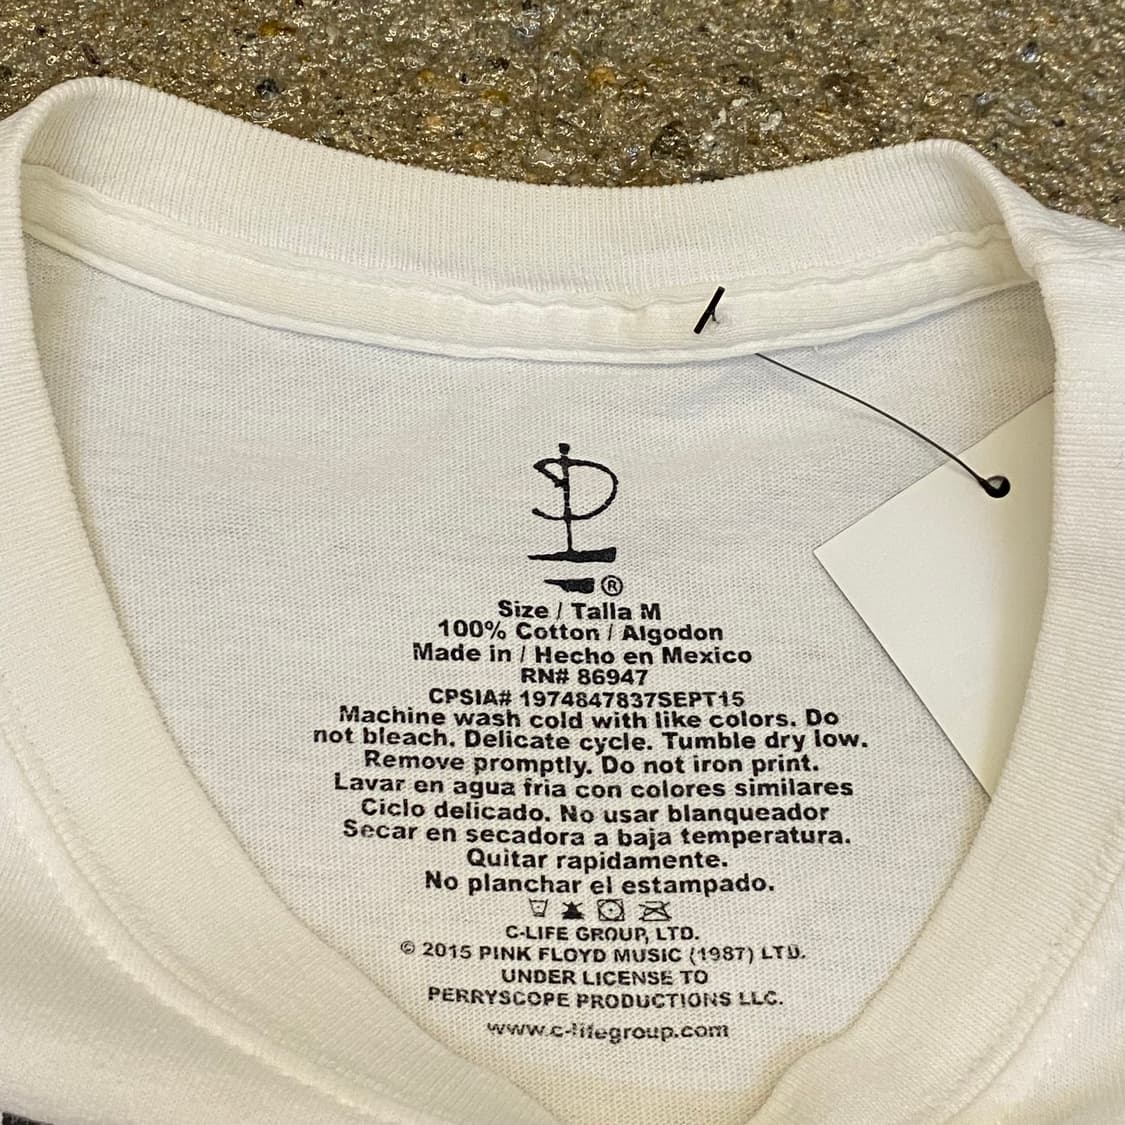 ®
Size / Talla M
100% Cotton / Algodon
Made in / Hecho en Mexico
RN# 86947
CPSIA# 1974847837SEPT15
Machine wash cold with like colors. Do
not bleach. Delicate cycle. Tumble dry low.
Remove promptly. Do not iron print.
Lavar en agua fria con colores similares
Ciclo delicado. No usar blanqueador
Secar en secadora a baja temperatura.
Quitar rapidamente.
No planchar el estampado.
C-LIFE GROUP, LTD.
© 2015 PINK FLOYD MUSIC (1987) LTD.
UNDER LICENSE TO
PERRYSCOPE PRODUCTIONS LLC.
www.c-lifegroup.com